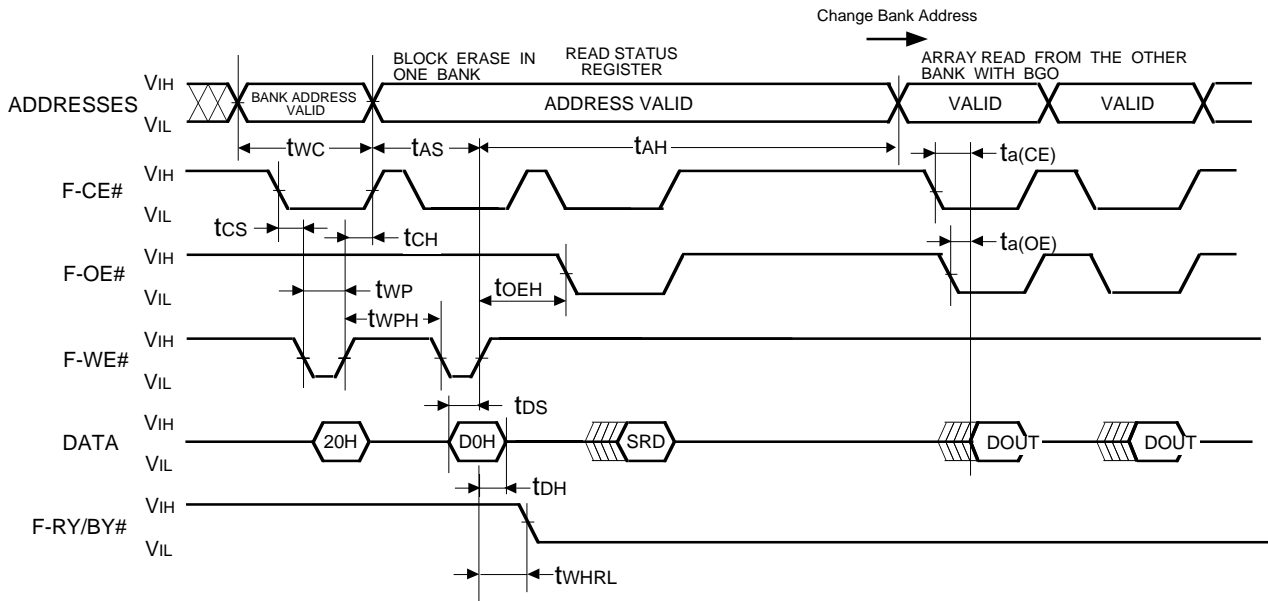 Change Bank Address
BLOCK ERASE IN
ONE BANK
READ STATUS
REGISTER
ARRAY READ FROM THE OTHER
BANK WITH BGO
ADDRESSES
VIH
VIL
BANK ADDRESS
VALID
ADDRESS VALID
VALID
VALID
tWC
tAS
tAH
ta(CE)
F-CE#
VIH
VIL
tCS
tCH
ta(OE)
F-OE#
VIH
VIL
tWP
tOEH
tWPH
F-WE#
VIH
VIL
tDS
DATA
VIH
VIL
20H
D0H
SRD
DOUT
DOUT
tDH
F-RY/BY#
VIH
VIL
tWHRL